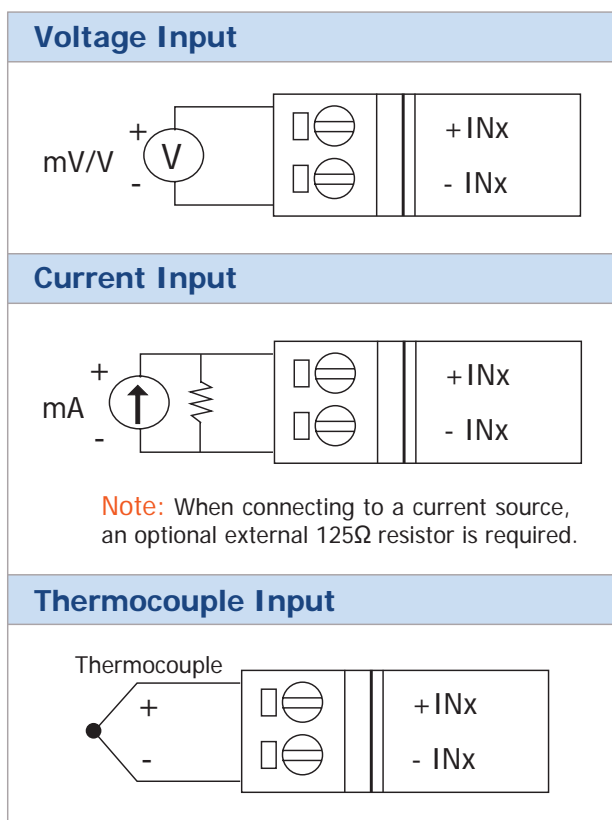 Voltage Input
mV/V
+
V
-
+INx
- INx
Current Input
mA
+
-
+INx
- INx
Note: When connecting to a current source,
an optional external 125Ω resistor is required.
Thermocouple Input
Thermocouple
+
-
+INx
- INx